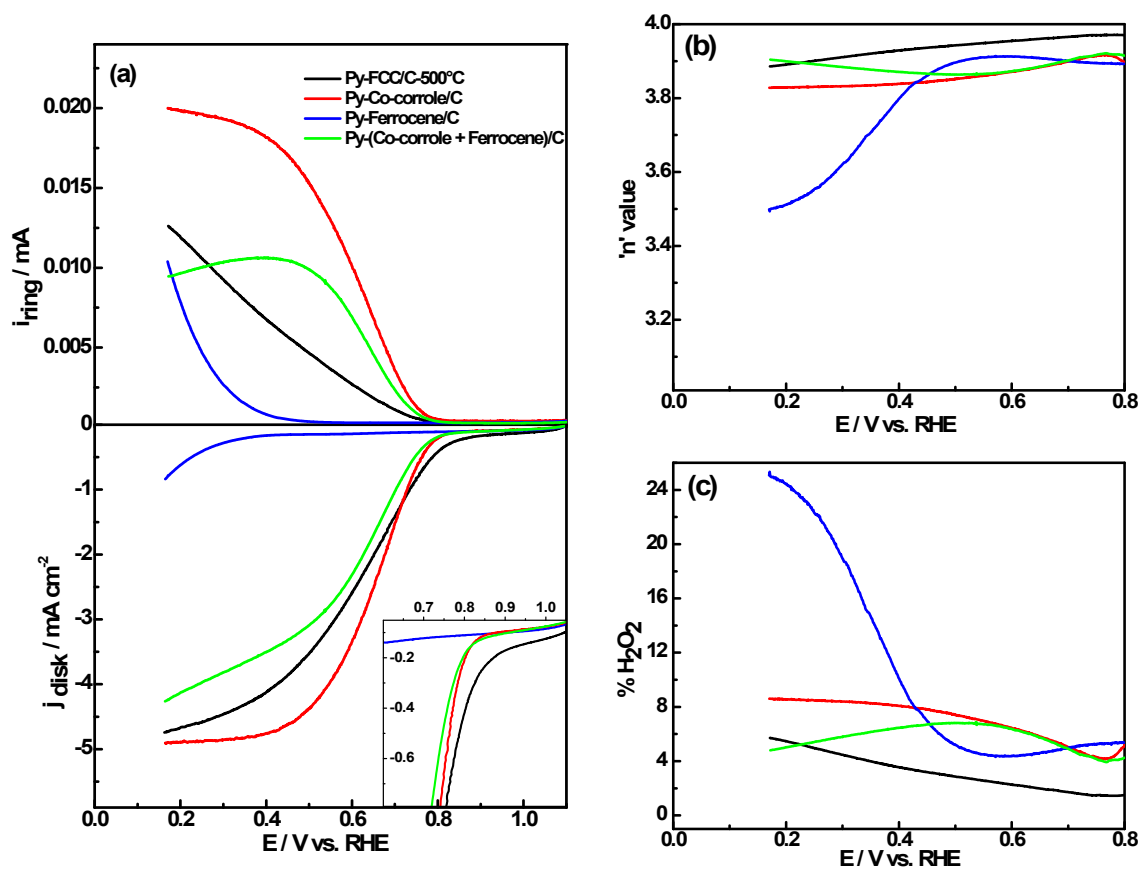 (a)
Py-FCC/C-500°C
Py-Co-corrole/C
Py-Ferrocene/C
Py-(Co-corrole + Ferrocene)/C
0.020
0.015
0.010
0.005
0
-1
-2
-3
-4
-5
i ring / mA
j disk / mA cm-2
0.7 0.8 0.9 1.0
-0.2
-0.4
-0.6
0.0 0.2 0.4 0.6 0.8 1.0
E / V vs. RHE
(b)
4.0
3.8
3.6
3.4
3.2
'n' value
0.0 0.2 0.4 0.6 0.8
E / V vs. RHE
(c)
24
20
16
12
8
4
0
% H2O2
0.0 0.2 0.4 0.6 0.8
E / V vs. RHE